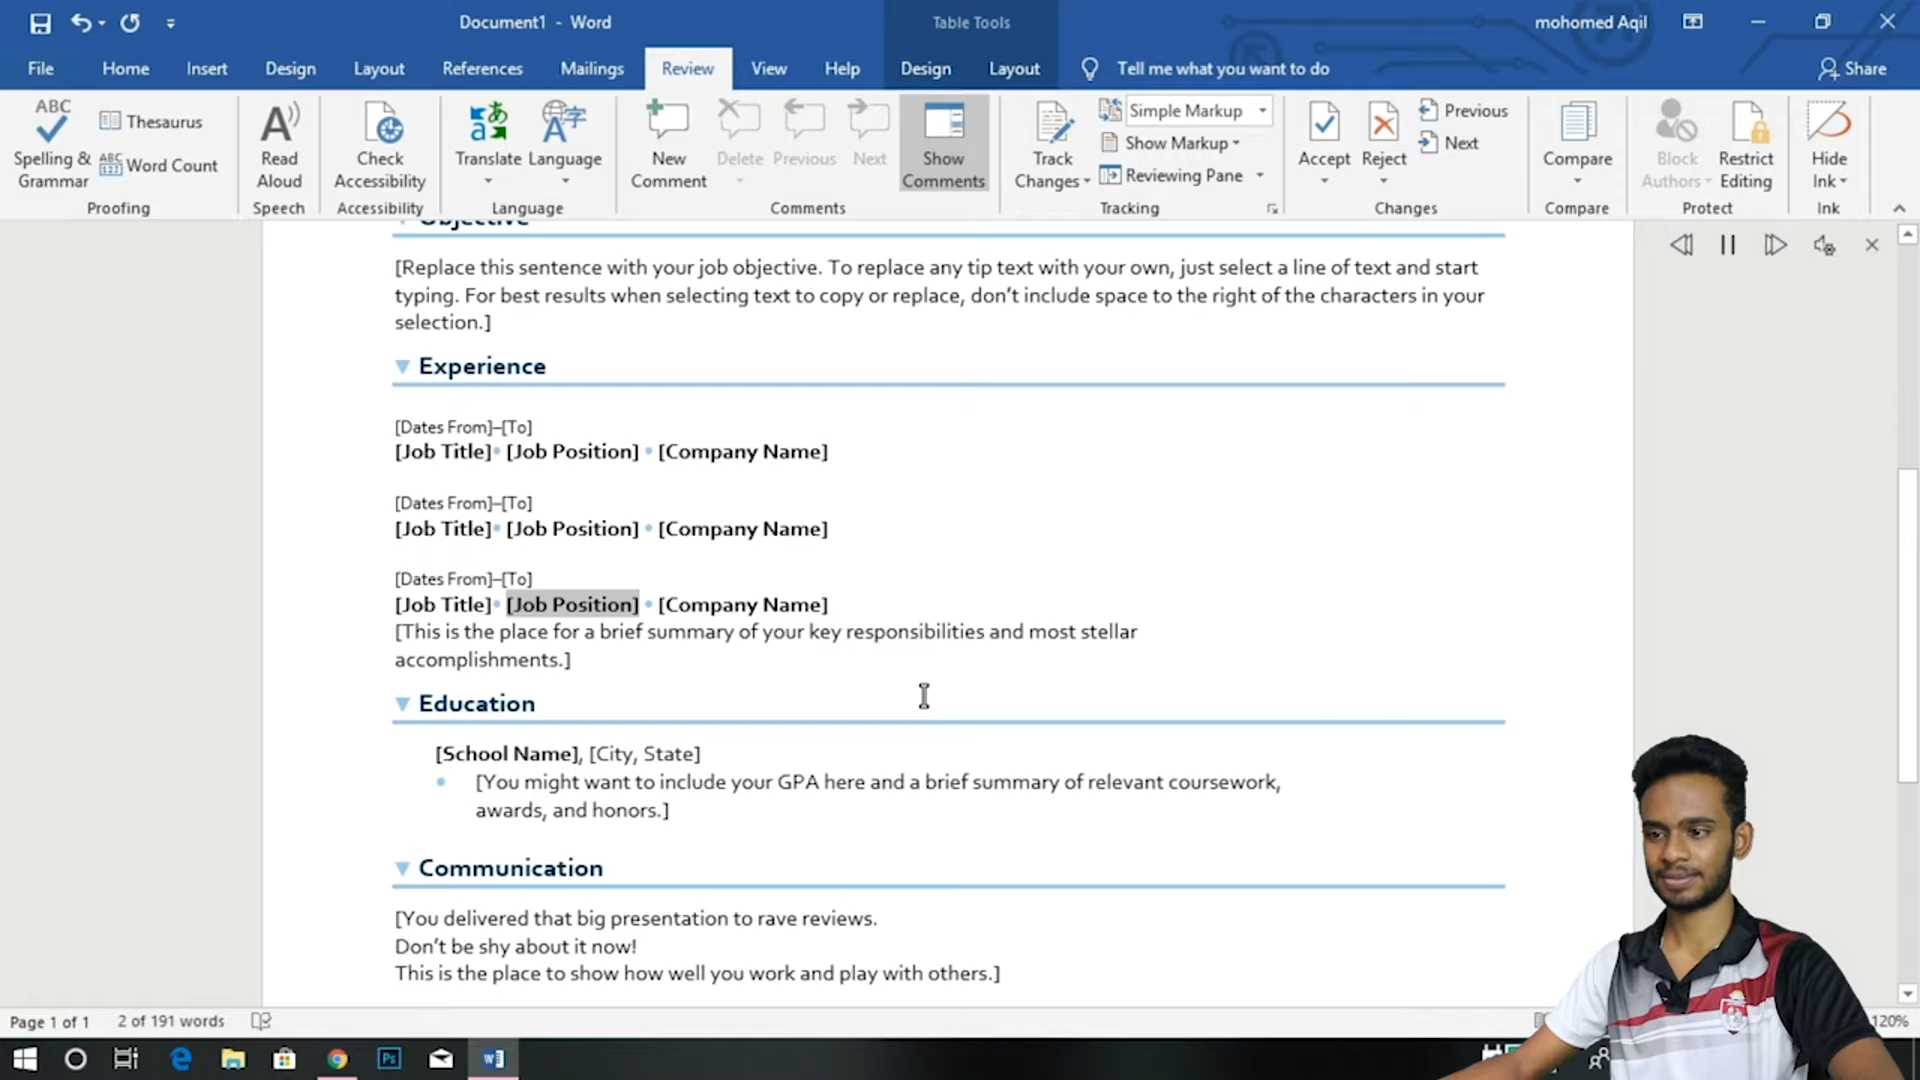 Document1 - Word
Table Tools
mohomed Aqil
File
Home
Insert
Design
Layout
References
Mailings
Review
View
Help
Design
Layout
Tell me what you want to do
Share
ABC
Spelling &
Grammar
Thesaurus
ABC
123
Word Count
Proofing
A
Read
Aloud
Speech
Check
Accessibility
Accessibility
あ
a
Translate
A字
Language
Language
New
Comment
Delete
Previous
Next
Show
Comments
Comments
Track
Changes
Simple Markup
Show Markup
Reviewing Pane
Tracking
Accept
Reject
Previous
Next
Changes
Compare
Compare
Block
Authors
Restrict
Editing
Protect
Hide
Ink
Ink
Objective
[Replace this sentence with your job objective. To replace any tip text with your own, just select a line of text and start
typing. For best results when selecting text to copy or replace, don’t include space to the right of the characters in your
selection.]
Experience
[Dates From]–[To]
[Job Title] • [Job Position] • [Company Name]
[Dates From]–[To]
[Job Title] • [Job Position] • [Company Name]
[Dates From]–[To]
[Job Title] • [Job Position] • [Company Name]
[This is the place for a brief summary of your key responsibilities and most stellar
accomplishments.]
Education
[School Name], [City, State]
• [You might want to include your GPA here and a brief summary of relevant coursework,
awards, and honors.]
Communication
[You delivered that big presentation to rave reviews.
Don’t be shy about it now!
This is the place to show how well you work and play with others.]
Page 1 of 1
2 of 191 words
120%
Ps